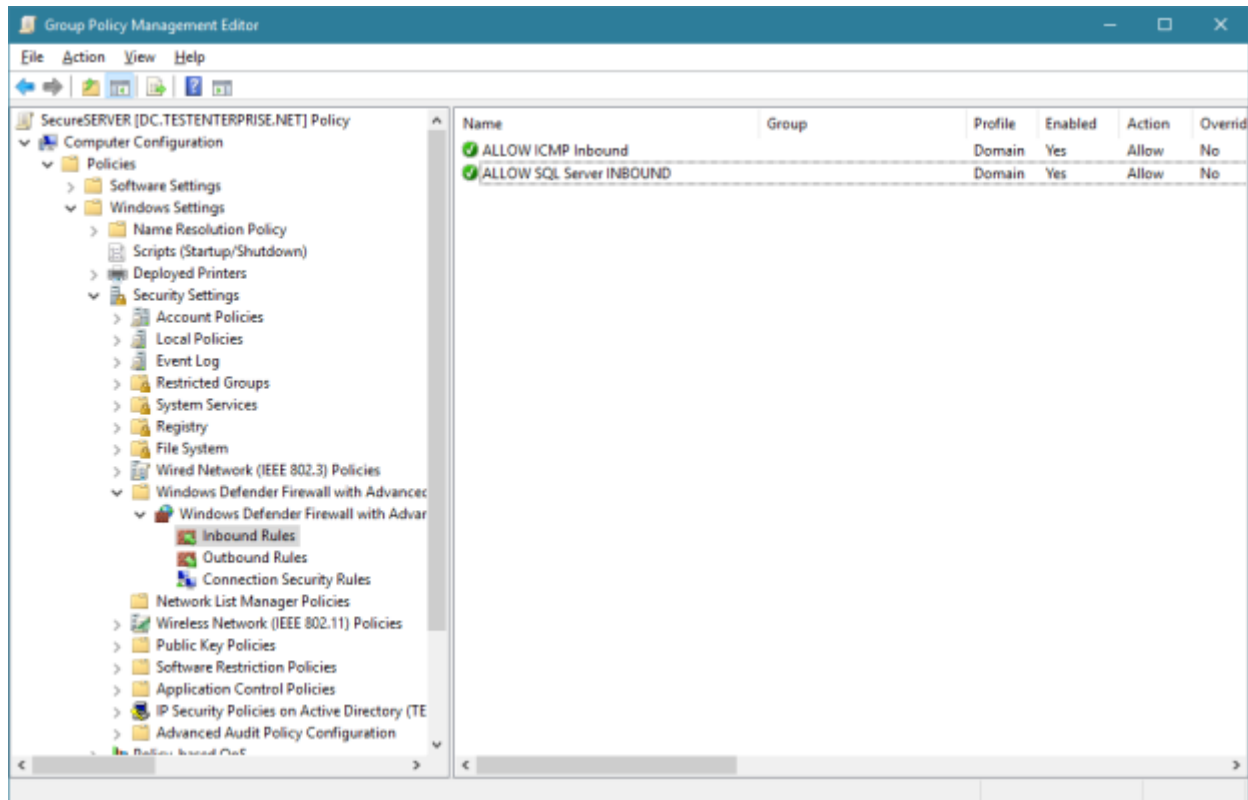 Group Policy Management Editor
File Action View Help
SecureSERVER [DC.TESTENTERPRISE.NET] Policy
Computer Configuration
Policies
Software Settings
Windows Settings
Name Resolution Policy
Scripts (Startup/Shutdown)
Deployed Printers
Security Settings
Account Policies
Local Policies
Event Log
Restricted Groups
System Services
Registry
File System
Wired Network (IEEE 802.3) Policies
Windows Defender Firewall with Advanced
Windows Defender Firewall with Advar
Inbound Rules
Outbound Rules
Connection Security Rules
Network List Manager Policies
Wireless Network (IEEE 802.11) Policies
Public Key Policies
Software Restriction Policies
Application Control Policies
IP Security Policies on Active Directory (TE
Advanced Audit Policy Configuration
Policy-based QoS
Name Group Profile Enabled Action Overrid
ALLOW ICMP Inbound Domain Yes Allow No
ALLOW SQL Server INBOUND Domain Yes Allow No